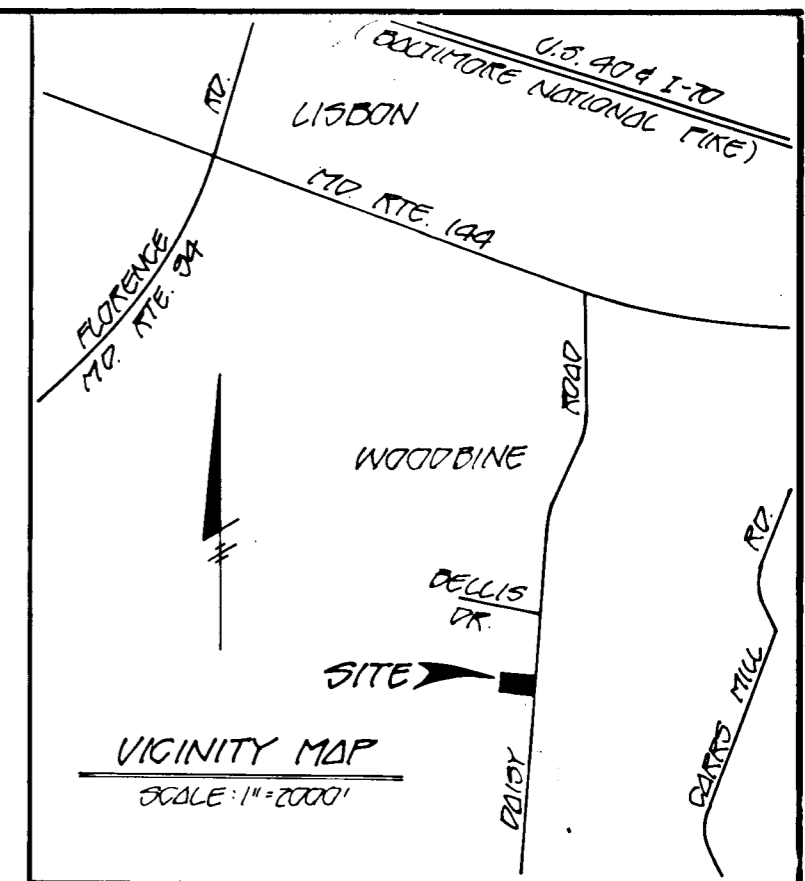 U.S. 40 & I-70
(BALTIMORE NATIONAL PIKE)
RD.
LISBON
MD. RTE. 144
FLORENCE
MD. RTE. 94
ROAD
WOODBINE
RD.
BELLIS
DR.
SITE
CARRS MILL
VICINITY MAP
SCALE: 1"=2000'
DAISY